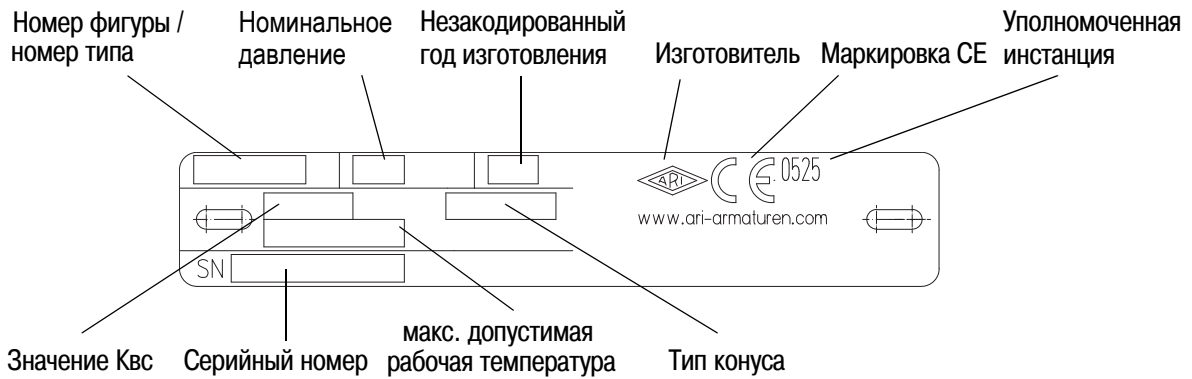 Номер фигуры /
номер типа
Номинальное
давление
Незакодированный
год изготовления
Изготовитель
Маркировка CE
Уполномоченная
инстанция
ARI
CE
0525
www.ari-armaturen.com
SN
Значение Квс
Серийный номер
макс. допустимая
рабочая температура
Тип конуса